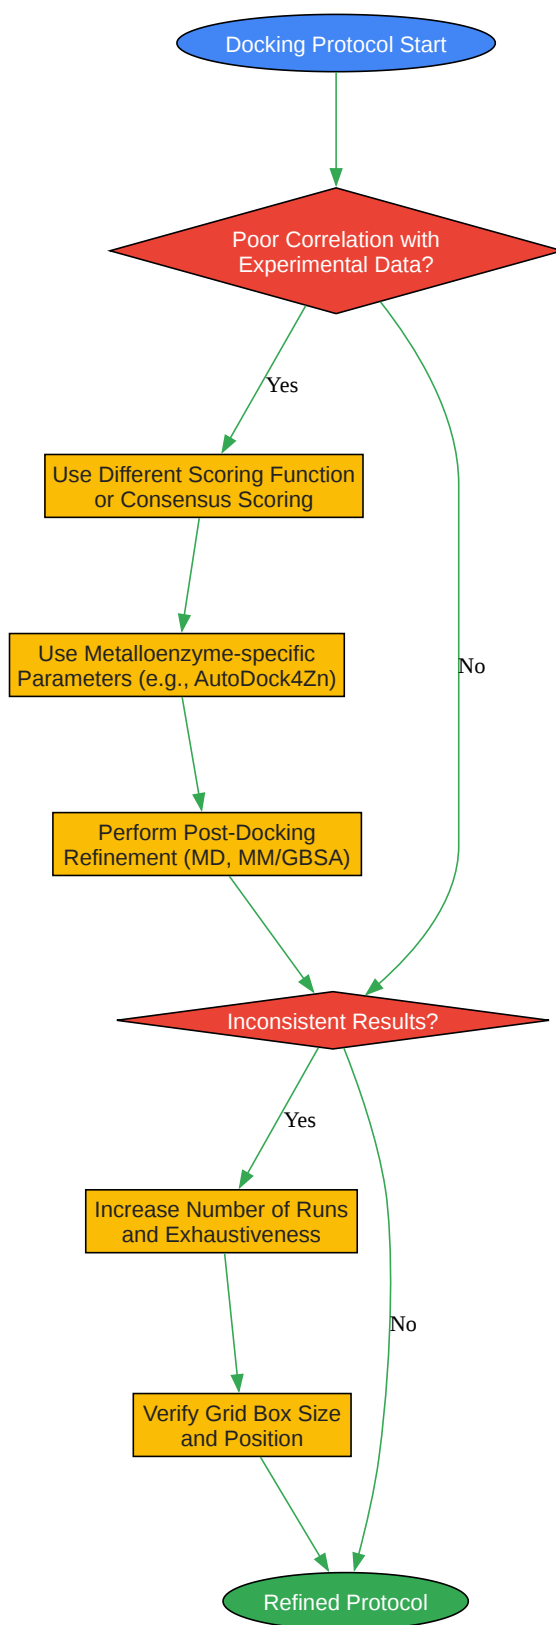 Docking Protocol Start
Poor Correlation with
Experimental Data?
Yes
Use Different Scoring Function
or Consensus Scoring
Use Metalloenzyme-specific
Parameters (e.g., AutoDock4Zn)
No
Perform Post-Docking
Refinement (MD, MM/GBSA)
Inconsistent Results?
Yes
Increase Number of Runs
and Exhaustiveness
No
Verify Grid Box Size
and Position
Refined Protocol